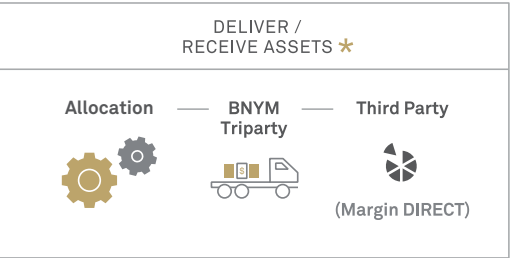 DELIVER /
RECEIVE ASSETS *
Allocation — BNYM Triparty — Third Party
$
(Margin DIRECT)